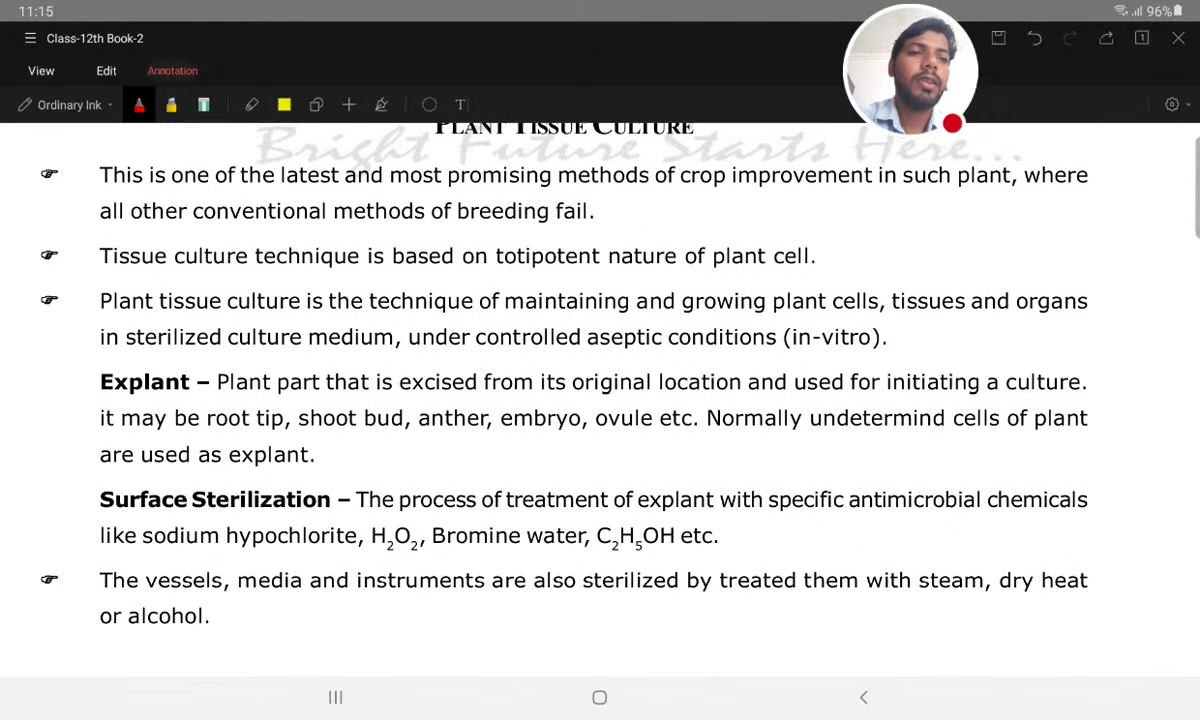 11:15
96%
Class-12th Book-2
View Edit Annotation
Ordinary Ink
T
PLANT TISSUE CULTURE
Bright Future Starts Here...
☞ This is one of the latest and most promising methods of crop improvement in such plant, where
all other conventional methods of breeding fail.
☞ Tissue culture technique is based on totipotent nature of plant cell.
☞ Plant tissue culture is the technique of maintaining and growing plant cells, tissues and organs
in sterilized culture medium, under controlled aseptic conditions (in-vitro).
Explant – Plant part that is excised from its original location and used for initiating a culture.
it may be root tip, shoot bud, anther, embryo, ovule etc. Normally undetermind cells of plant
are used as explant.
Surface Sterilization – The process of treatment of explant with specific antimicrobial chemicals
like sodium hypochlorite, H₂O₂, Bromine water, C₂H₅OH etc.
☞ The vessels, media and instruments are also sterilized by treated them with steam, dry heat
or alcohol.